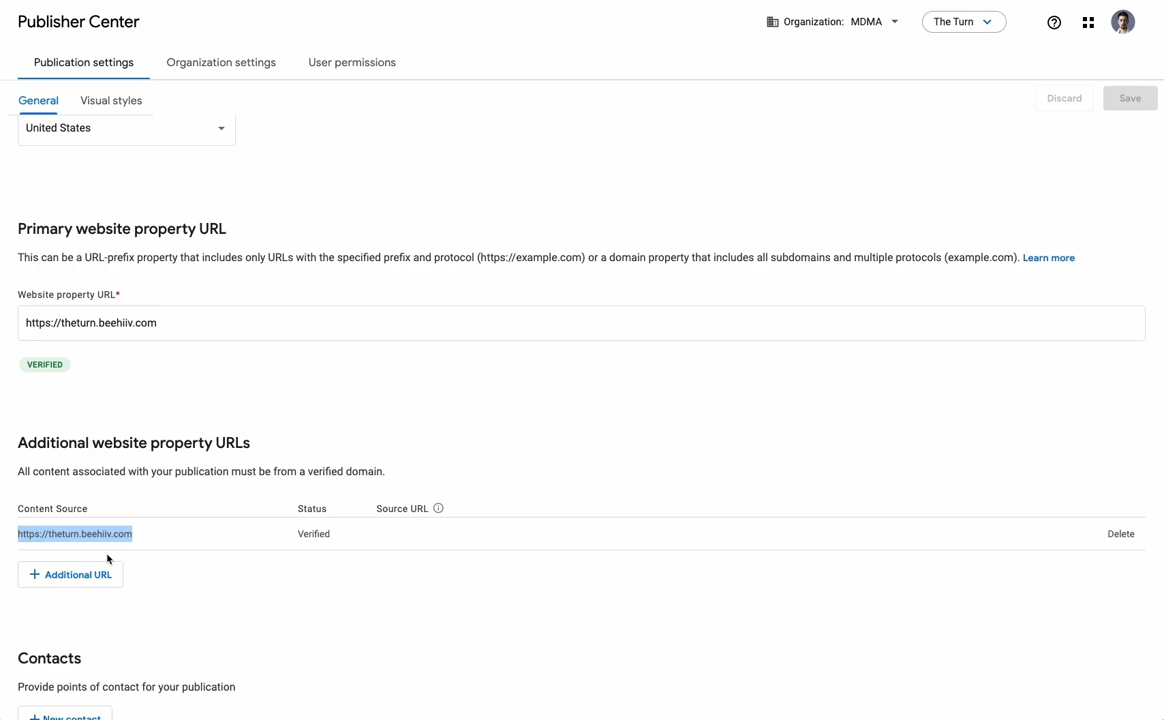 Publisher Center
Organization: MDMA
The Turn
Publication settings
Organization settings
User permissions
General
Visual styles
Discard
Save
United States
Primary website property URL
This can be a URL-prefix property that includes only URLs with the specified prefix and protocol (https://example.com) or a domain property that includes all subdomains and multiple protocols (example.com). Learn more
Website property URL*
https://theturn.beehiiv.com
VERIFIED
Additional website property URLs
All content associated with your publication must be from a verified domain.
Content Source Status Source URL
https://theturn.beehiiv.com Verified Delete
+ Additional URL
Contacts
Provide points of contact for your publication
+ New contact